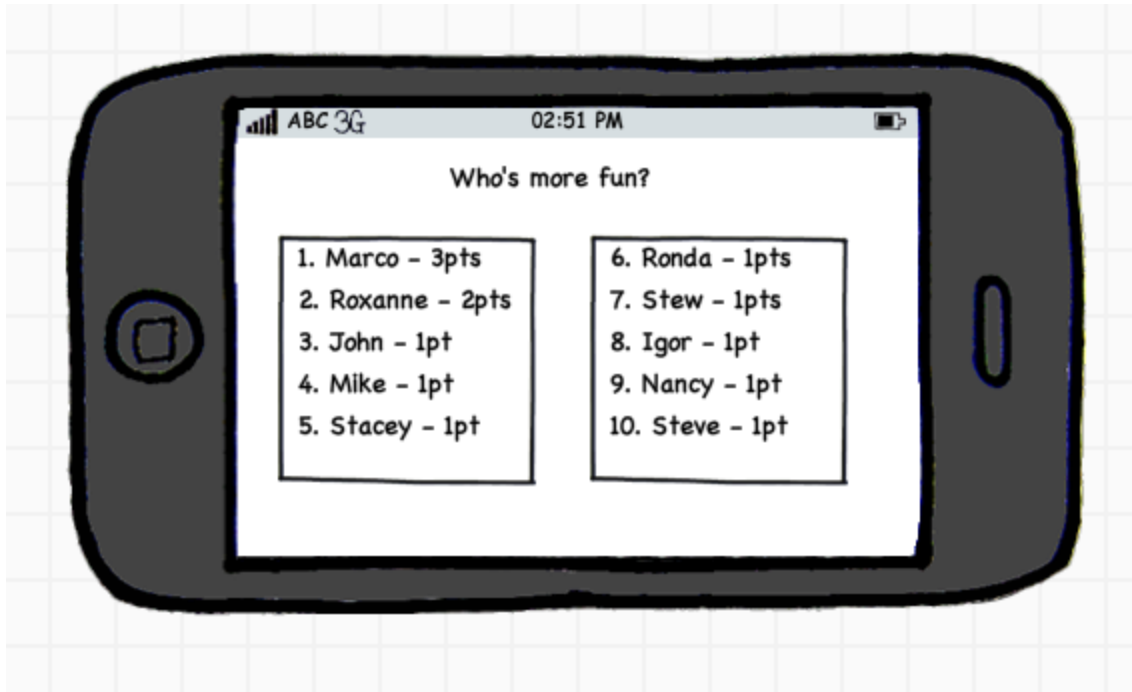 ABC 3G 02:51 PM
Who's more fun?
1. Marco - 3pts
2. Roxanne - 2pts
3. John - 1pt
4. Mike - 1pt
5. Stacey - 1pt
6. Ronda - 1pts
7. Stew - 1pts
8. Igor - 1pt
9. Nancy - 1pt
10. Steve - 1pt